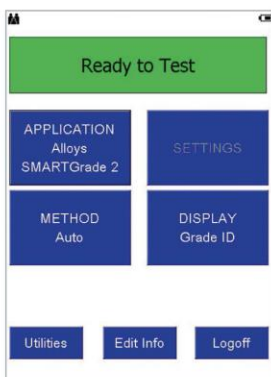 Ready to Test
APPLICATION
Alloys
SMARTGrade 2
SETTINGS
METHOD
Auto
DISPLAY
Grade ID
Utilities
Edit Info
Logoff